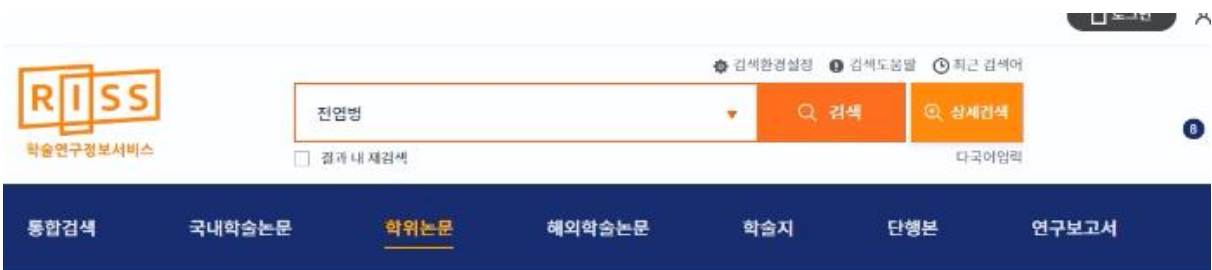 로그인
검색환경설정 검색도움말 최근 검색어
RISS
학술연구정보서비스
전염병 검색 상세검색
결과 내 재검색 다국어입력
8
통합검색 국내학술논문 학위논문 해외학술논문 학술지 단행본 연구보고서